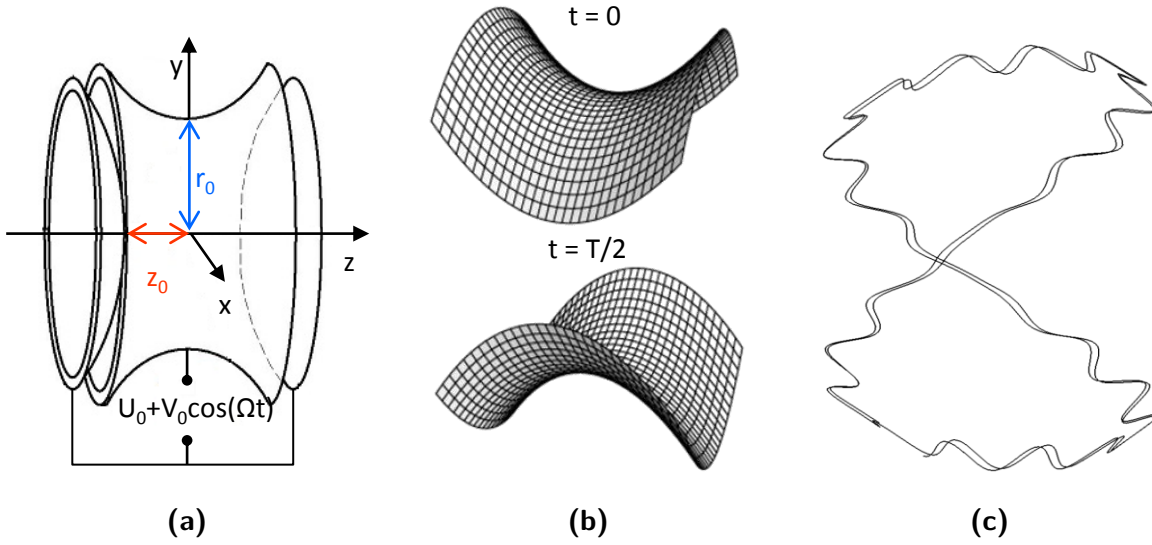 y
r₀
z
z₀
x
U₀+V₀cos(Ωt)
(a)
t = 0
t = T/2
(b)
(c)